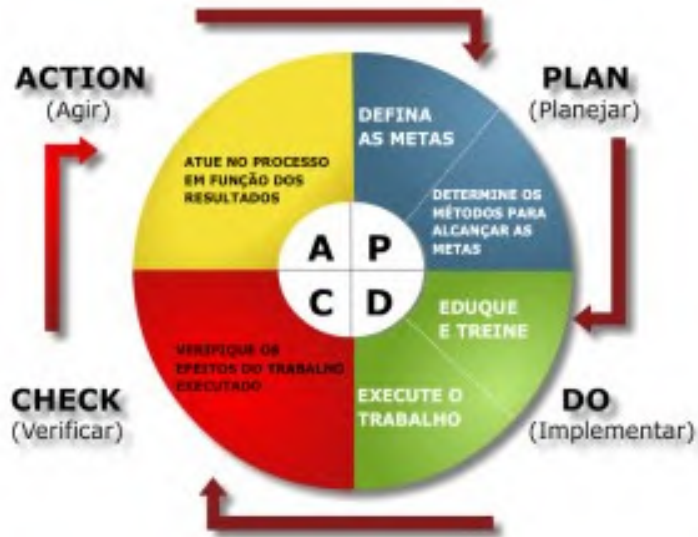 ACTION
(Agir)
PLAN
(Planejar)
DEFINA
AS METAS
ATUE NO PROCESSO
EM FUNÇÃO DOS
RESULTADOS
DETERMINE OS
MÉTODOS PARA
ALCANÇAR AS
METAS
A P
C D
EDUQUE
E TREINE
VERIFIQUE OS
EFEITOS DO TRABALHO
EXECUTADO
EXECUTE O
TRABALHO
CHECK
(Verificar)
DO
(Implementar)